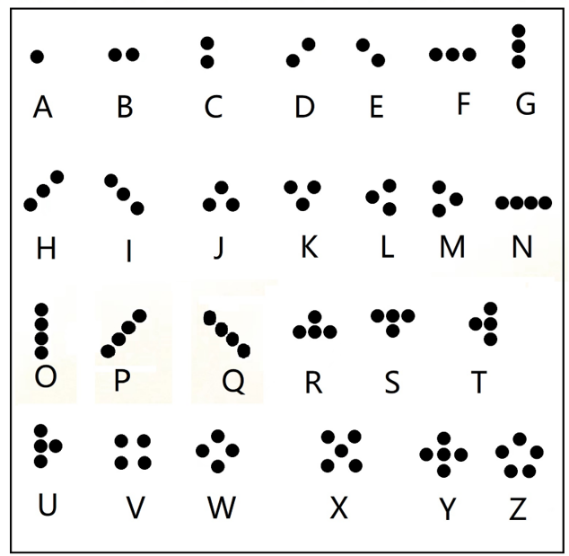 A B C D E F G
H I J K L M N
O P Q R S T
U V W X Y Z